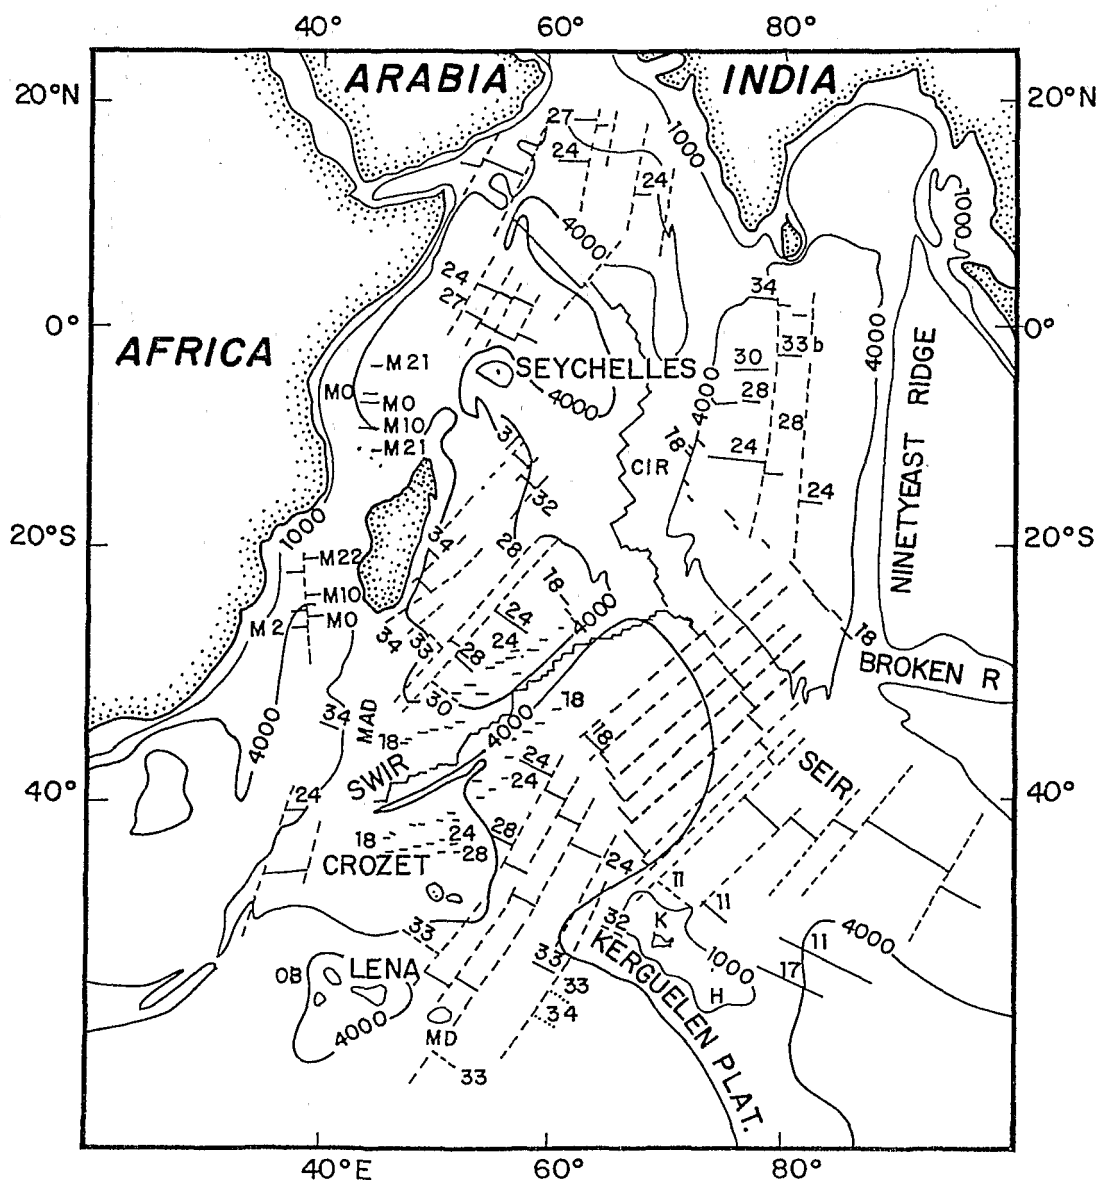 40° 80°
ARABIA INDIA
20°N 20°N
27
1000
24
24
1000
4000
24
34
27
0° 0°
AFRICA
33b
4000
NINETYEAST RIDGE
M21
30
SEYCHELLES
M0
28
4000
M0
4000
M10
28
31
18
M21
24
CIR
24
32
1000
34
28
20°S 20°S
M22
18
M10
24
4000
M0
M2
24
18
34
33
28
BROKEN R
30
18
34
MAD
4000
4000
18
18
SWIR
24
SEIR
24
40° 40°
24
18
24
28
28
24
CROZET
11
11
33
32
K
4000
11
33
1000
17
OB
LENA
33
H
4000
34
MD
KERGUELEN PLAT.
33
40°E 60° 80°